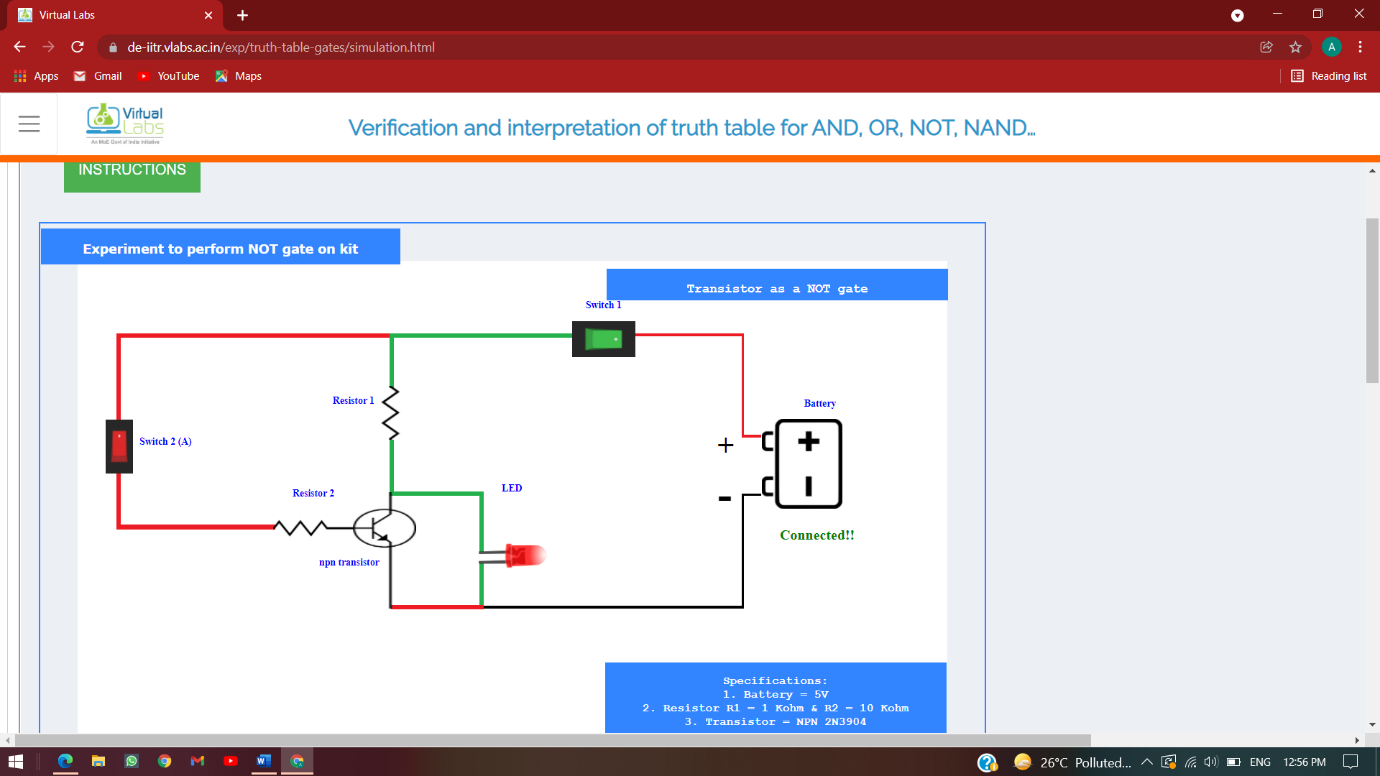 Virtual Labs
de-iitr.vlabs.ac.in/exp/truth-table-gates/simulation.html
A
Apps Gmail YouTube Maps Reading list
Virtual
Labs
An MoE Govt of India Initiative
Verification and interpretation of truth table for AND, OR, NOT, NAND...
INSTRUCTIONS
Experiment to perform NOT gate on kit
Transistor as a NOT gate
Switch 1
Resistor 1
Battery
Switch 2 (A)
+
+
Resistor 2
LED
-
-
Connected!!
npn transistor
Specifications:
1. Battery = 5V
2. Resistor R1 - 1 Kohm & R2 - 10 Kohm
3. Transistor - NPN 2N3904
26°C Polluted... ENG 12:56 PM